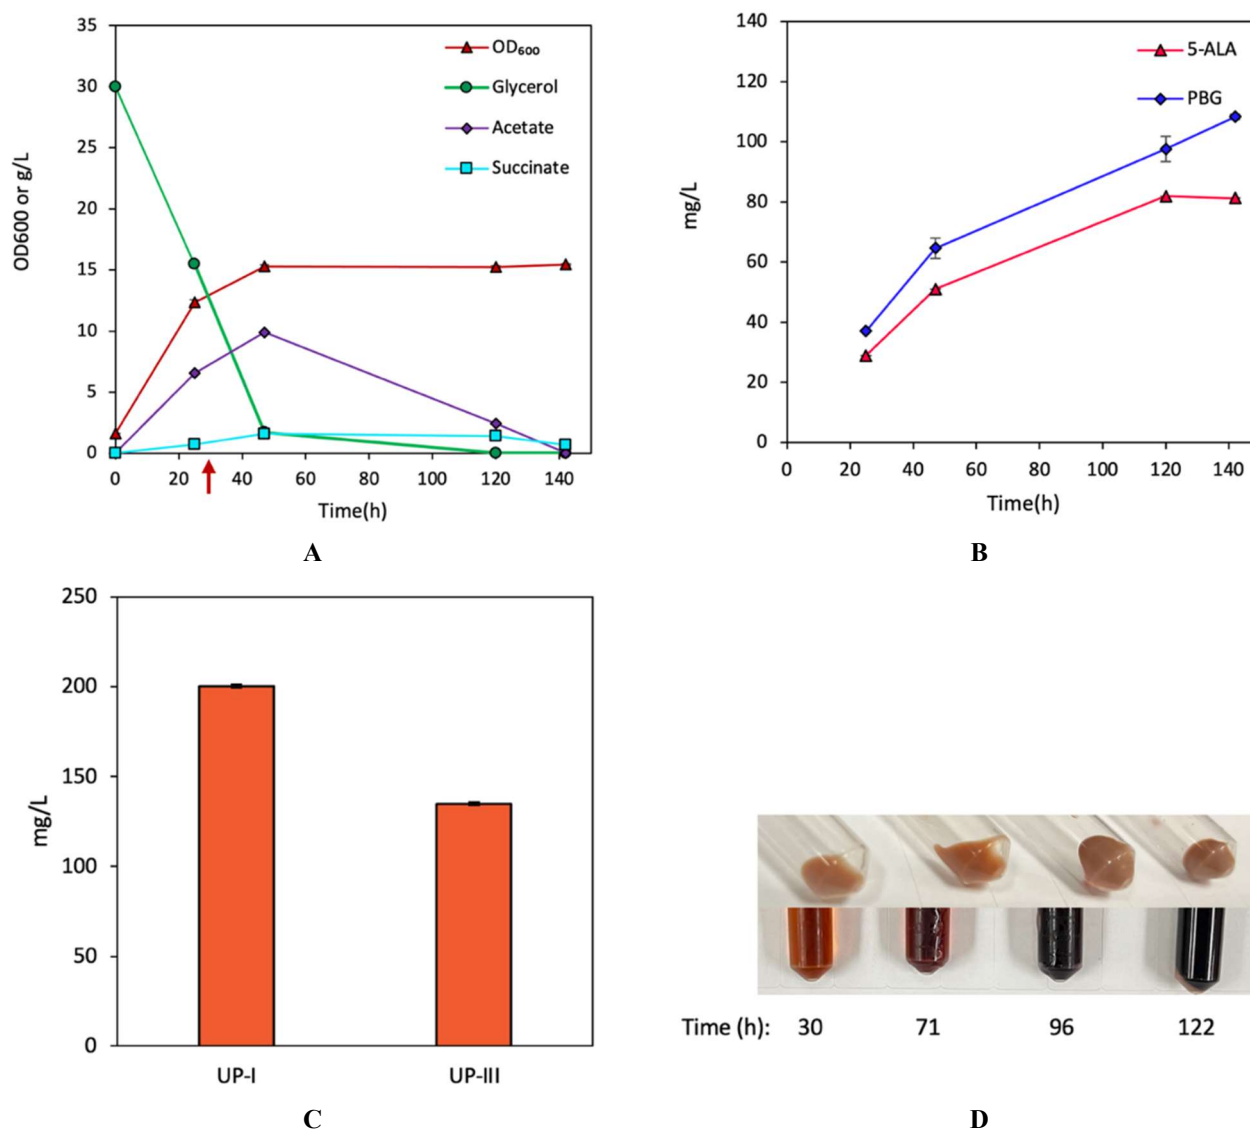 35
30
25
20
15
10
5
0
OD600 or g/L
OD₆₀₀
Glycerol
Acetate
Succinate
0 20 40 60 80 100 120 140
Time(h)
A
140
120
100
80
60
40
20
0
mg/L
5-ALA
PBG
0 20 40 60 80 100 120 140
Time(h)
B
250
200
150
100
50
0
mg/L
UP-I UP-III
C
Time (h): 30 71 96 122
D